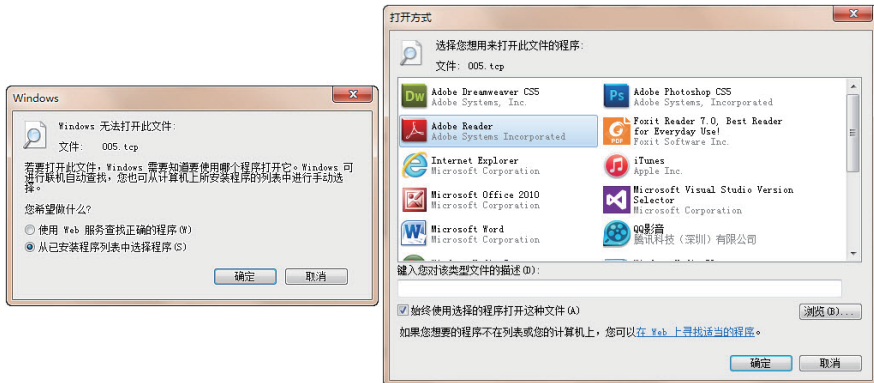 Windows
Windows 无法打开此文件:
文件: 005.tcp
若要打开此文件，Windows 需要知道要使用哪个程序打开它。Windows 可
进行联机自动查找，您也可从计算机上所安装程序的列表中进行手动选
择。
您希望做什么?
使用 Web 服务查找正确的程序(W)
从已安装程序列表中选择程序(S)
确定
取消
打开方式
选择您想用来打开此文件的程序:
文件: 005.tcp
Dw
Adobe Dreamweaver CS5
Adobe Systems, Inc.
Ps
Adobe Photoshop CS5
Adobe Systems, Incorporated
Adobe Reader
Adobe Systems Incorporated
PDF
Foxit Reader 7.0, Best Reader
for Everyday Use!
Foxit Software Inc.
Internet Explorer
Microsoft Corporation
iTunes
Apple Inc.
Microsoft Office 2010
Microsoft Corporation
Microsoft Visual Studio Version
Selector
Microsoft Corporation
Microsoft Word
Microsoft Corporation
QQ影音
腾讯科技（深圳）有限公司
键入您对该类型文件的描述(D):
始终使用选择的程序打开这种文件(A)
浏览(B)...
如果您想要的程序不在列表或您的计算机上，您可以在 Web 上寻找适当的程序。
确定
取消